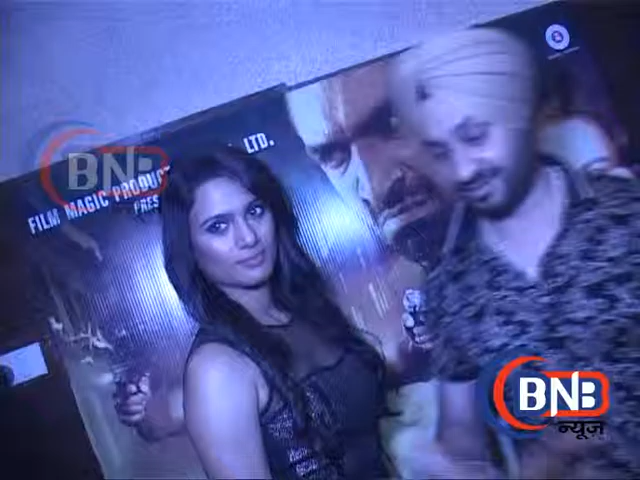 LTD.
FILM MAGIC PRODUC
PRES
BNB
BNB
न्यूज़